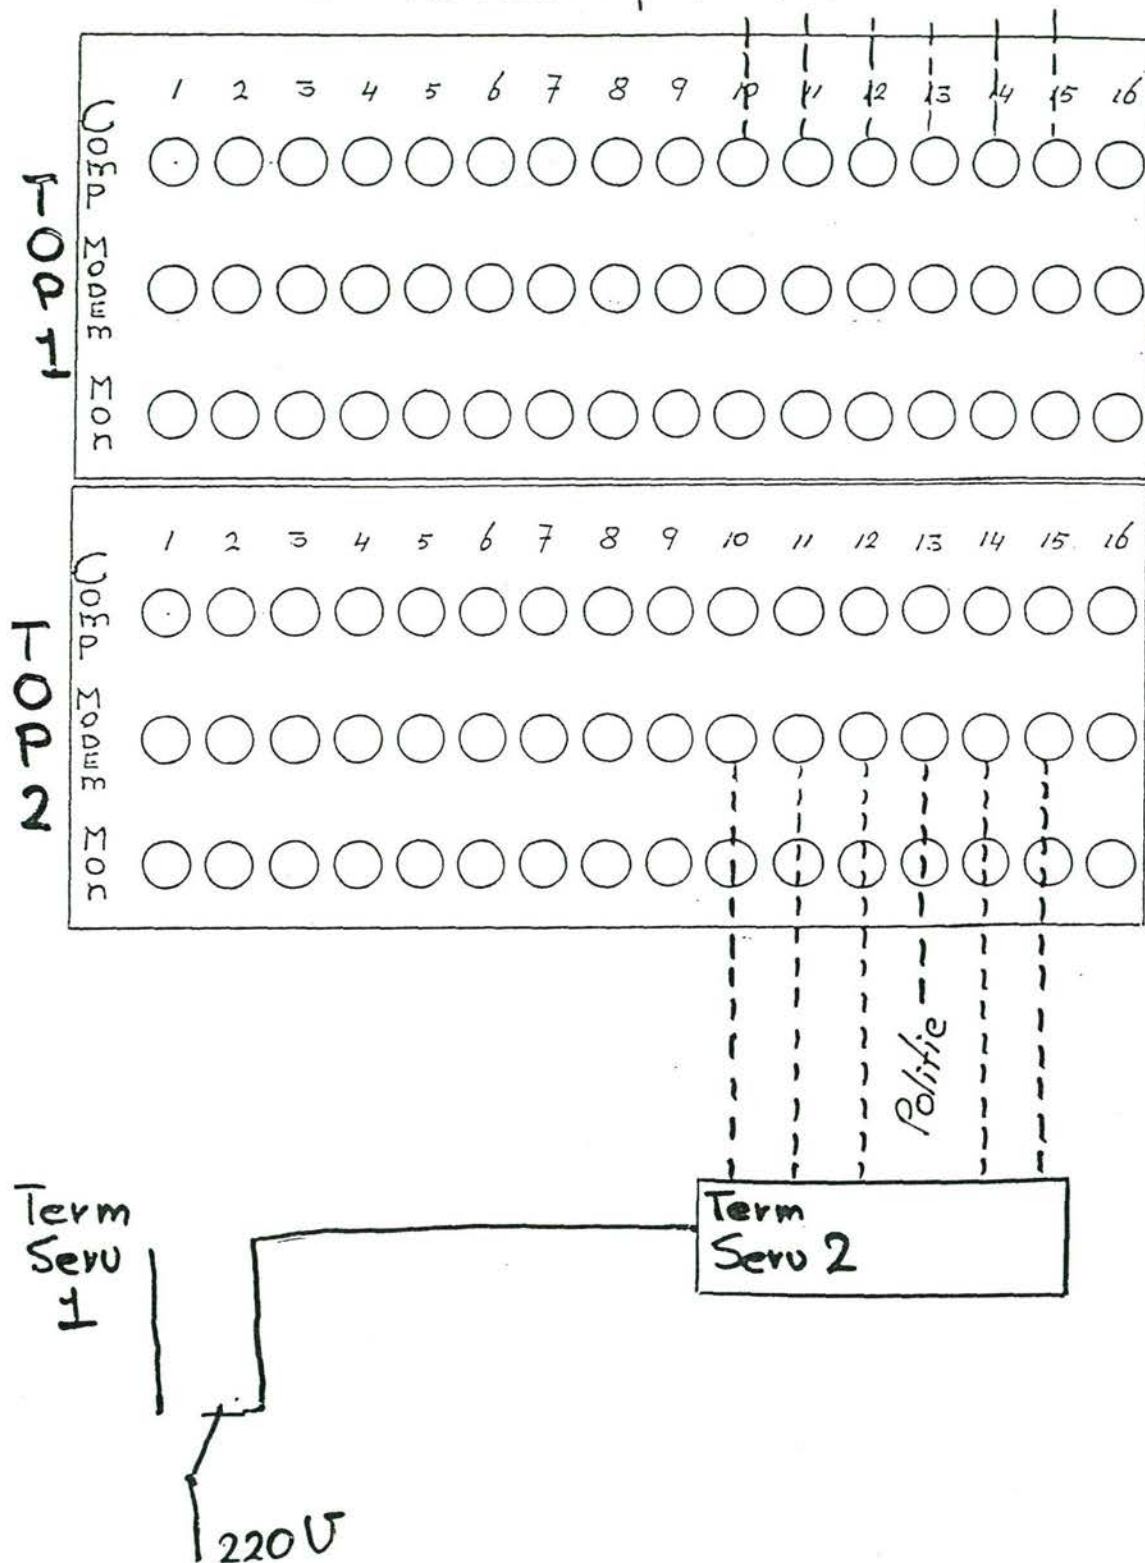 1 2 3 4 5 6 7 8 9 10 11 12 13 14 15 16
TOP 1
Comp
Modem
Mon
1 2 3 4 5 6 7 8 9 10 11 12 13 14 15 16
TOP 2
Comp
Modem
Mon
Politie
Term
Serv
1
Term
Serv 2
220V